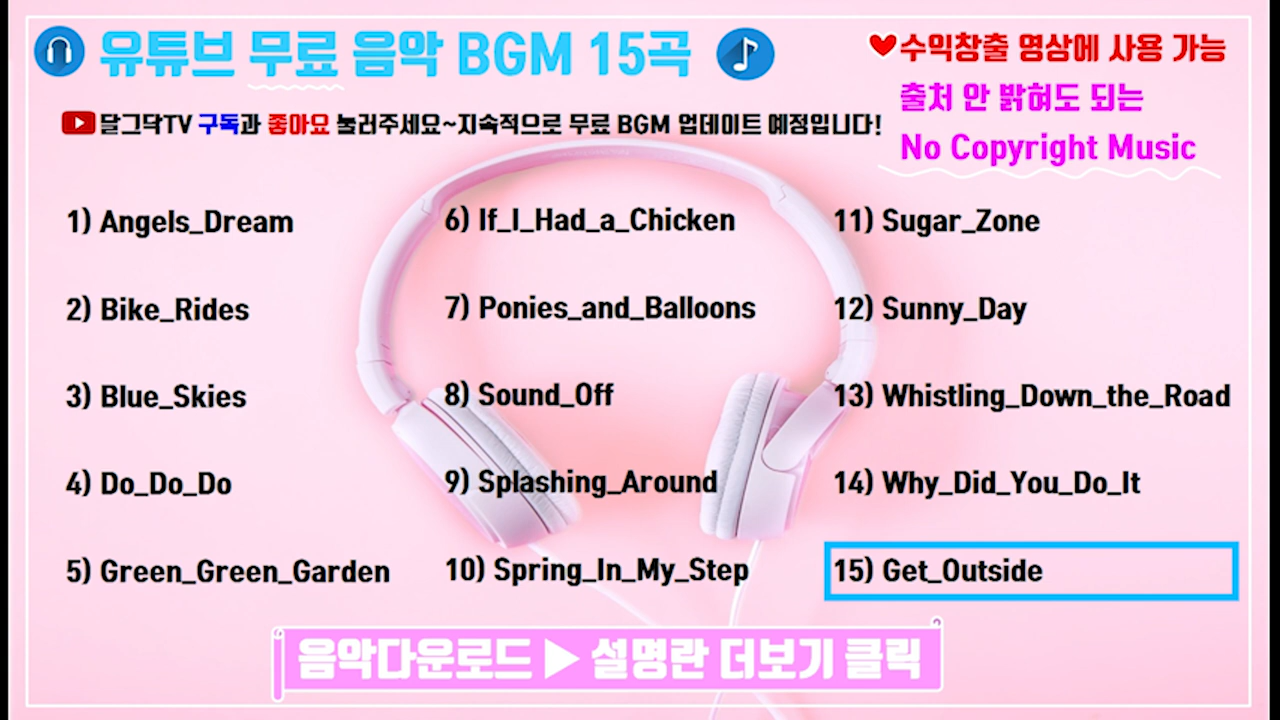 유튜브 무료 음악 BGM 15곡
달그닥TV 구독과 좋아요 눌러주세요~지속적으로 무료 BGM 업데이트 예정입니다!
수익창출 영상에 사용 가능
출처 안 밝혀도 되는
No Copyright Music
1) Angels_Dream
2) Bike_Rides
3) Blue_Skies
4) Do_Do_Do
5) Green_Green_Garden
6) If_I_Had_a_Chicken
7) Ponies_and_Balloons
8) Sound_Off
9) Splashing_Around
10) Spring_In_My_Step
11) Sugar_Zone
12) Sunny_Day
13) Whistling_Down_the_Road
14) Why_Did_You_Do_It
15) Get_Outside
음악다운로드▶설명란 더보기 클릭